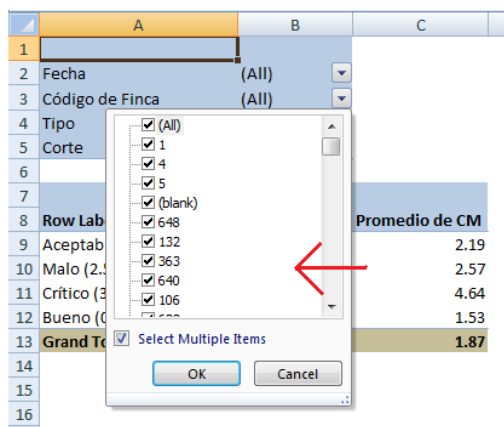 A B C
1
2 Fecha (All)
3 Código de Finca (All)
4 Tipo
5 Corte
6
7
8 Row Lab Promedio de CM
9 Aceptab 2.19
10 Malo (2. 2.57
11 Crítico (3 4.64
12 Bueno (0 1.53
13 Grand To 1.87
14
15
16
(All)
1
4
5
(blank)
648
132
363
640
106
Select Multiple Items
OK Cancel